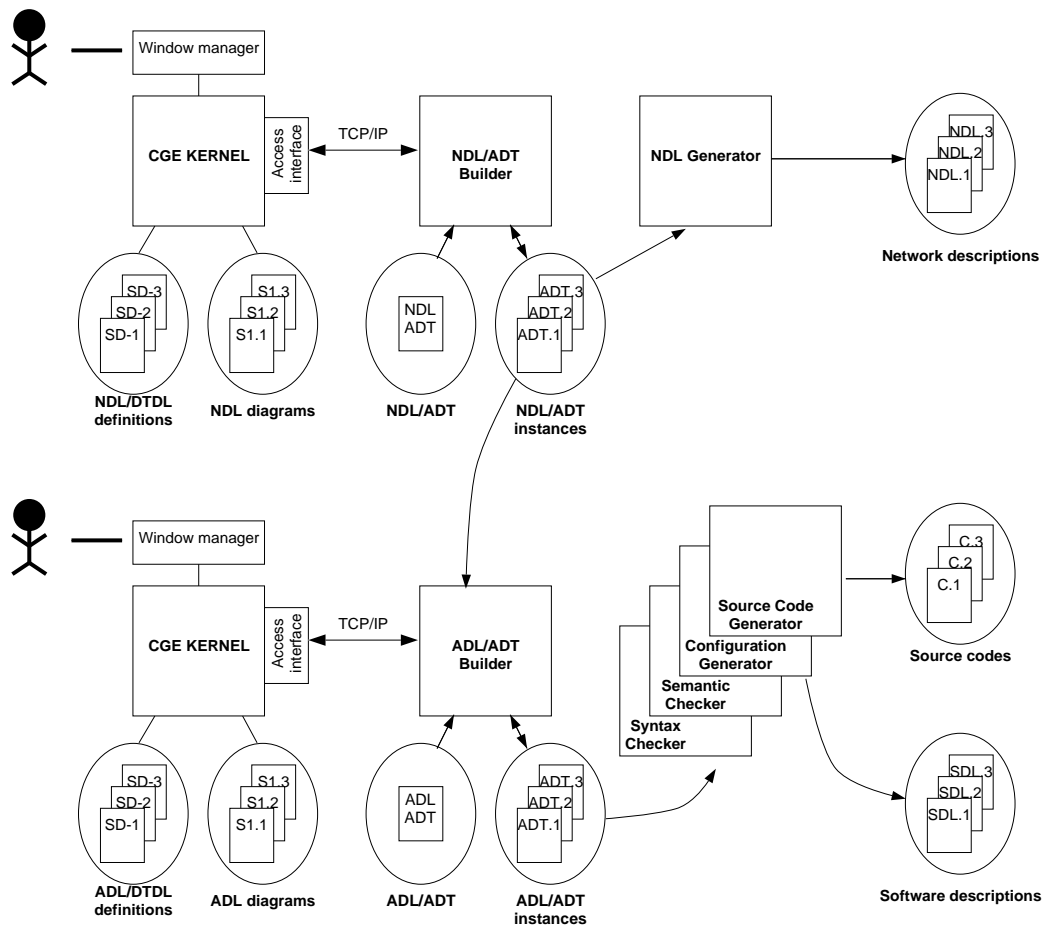 Window manager
CGE KERNEL
Access
interface
TCP/IP
NDL/ADT
Builder
NDL Generator
NDL.3
NDL.2
NDL.1
Network descriptions
SD-3
SD-2
SD-1
NDL/DTDL
definitions
S1.3
S1.2
S1.1
NDL diagrams
NDL
ADT
NDL/ADT
ADT.3
ADT.2
ADT.1
NDL/ADT
instances
Window manager
CGE KERNEL
Access
interface
TCP/IP
ADL/ADT
Builder
Source Code
Generator
Configuration
Generator
Semantic
Checker
Syntax
Checker
C.3
C.2
C.1
Source codes
SD-3
SD-2
SD-1
ADL/DTDL
definitions
S1.3
S1.2
S1.1
ADL diagrams
ADL
ADT
ADL/ADT
ADT.3
ADT.2
ADT.1
ADL/ADT
instances
SDL.3
SDL.2
SDL.1
Software descriptions